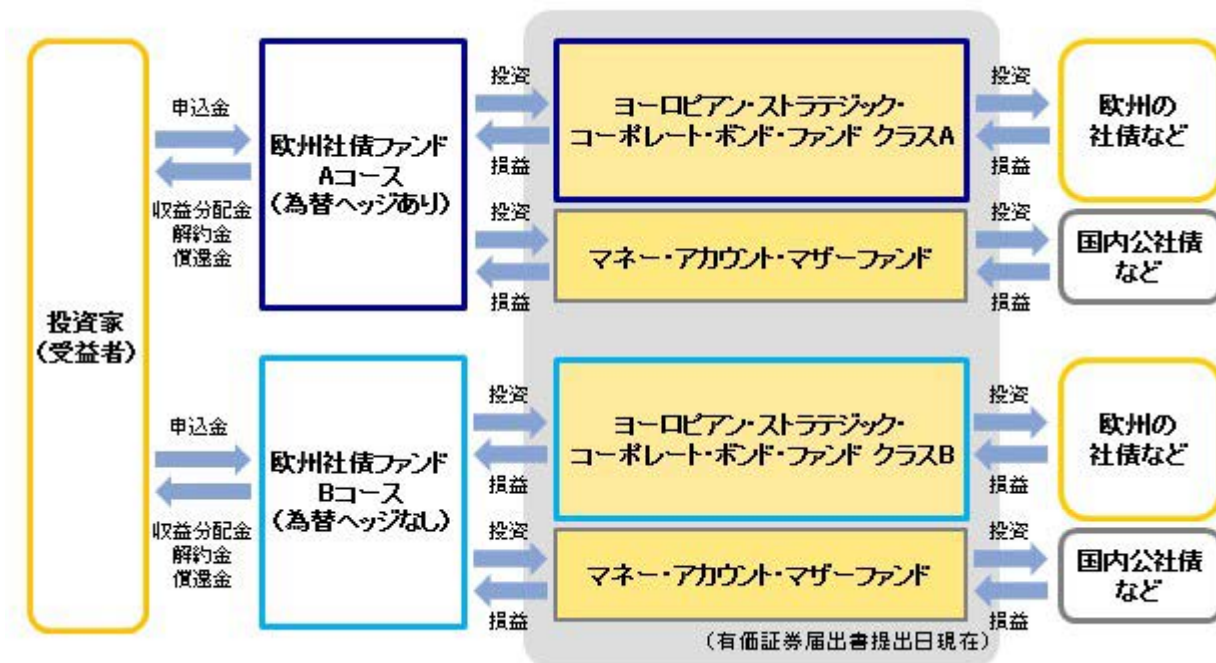 投資家
(受益者)
申込金
収益分配金
解約金
償還金
欧州社債ファンド
Aコース
(為替ヘッジあり)
投資
損益
ヨーロピアン・ストラテジック・
コーポレート・ボンド・ファンド クラスA
投資
損益
欧州の
社債など
投資
損益
マネー・アカウント・マザーファンド
投資
損益
国内公社債
など
申込金
収益分配金
解約金
償還金
欧州社債ファンド
Bコース
(為替ヘッジなし)
投資
損益
ヨーロピアン・ストラテジック・
コーポレート・ボンド・ファンド クラスB
投資
損益
欧州の
社債など
投資
損益
マネー・アカウント・マザーファンド
投資
損益
国内公社債
など
(有価証券届出書提出日現在)